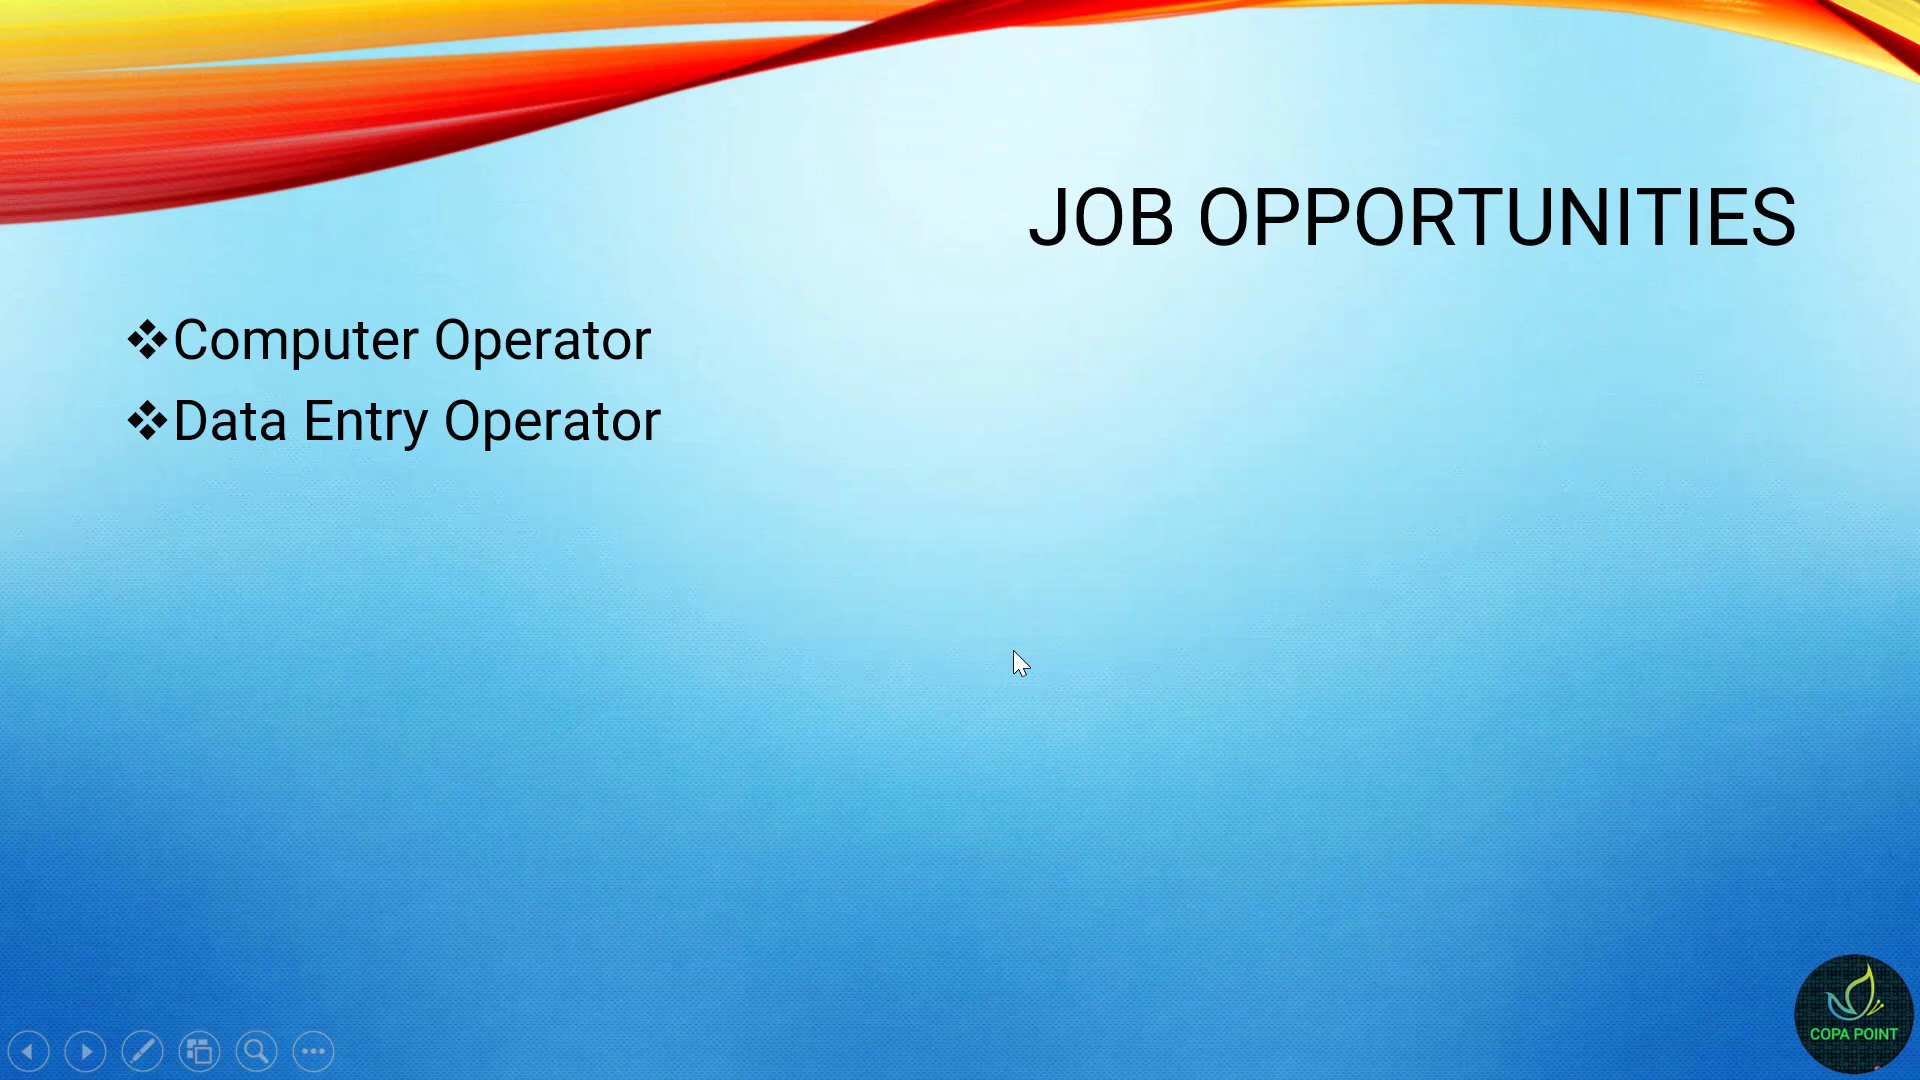 JOB OPPORTUNITIES
❖Computer Operator
❖Data Entry Operator
COPA POINT